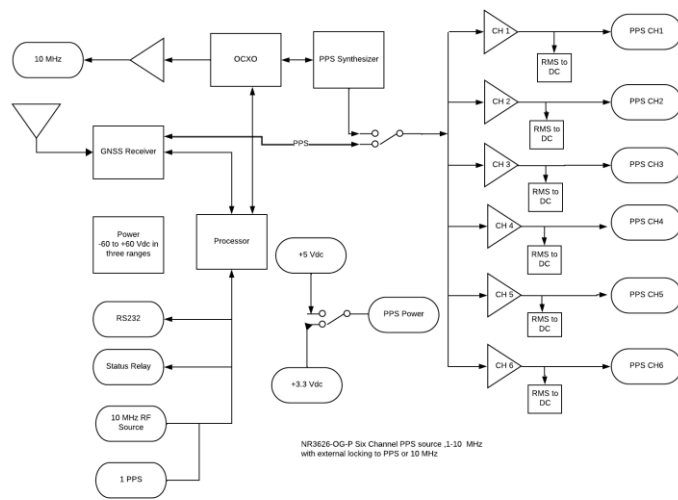 10 MHz
OCXO
PPS Synthesizer
CH 1
PPS CH1
RMS to
DC
CH 2
PPS CH2
RMS to
DC
GNSS Receiver
PPS
CH 3
PPS CH3
RMS to
DC
Power
-60 to +60 Vdc in
three ranges
Processor
CH 4
PPS CH4
RMS to
DC
+5 Vdc
CH 5
PPS CH5
RMS to
DC
RS232
PPS Power
Status Relay
CH 6
PPS CH6
RMS to
DC
+3.3 Vdc
10 MHz RF
Source
1 PPS
NR3626-OG-P Six Channel PPS source ,1-10 MHz
with external locking to PPS or 10 MHz